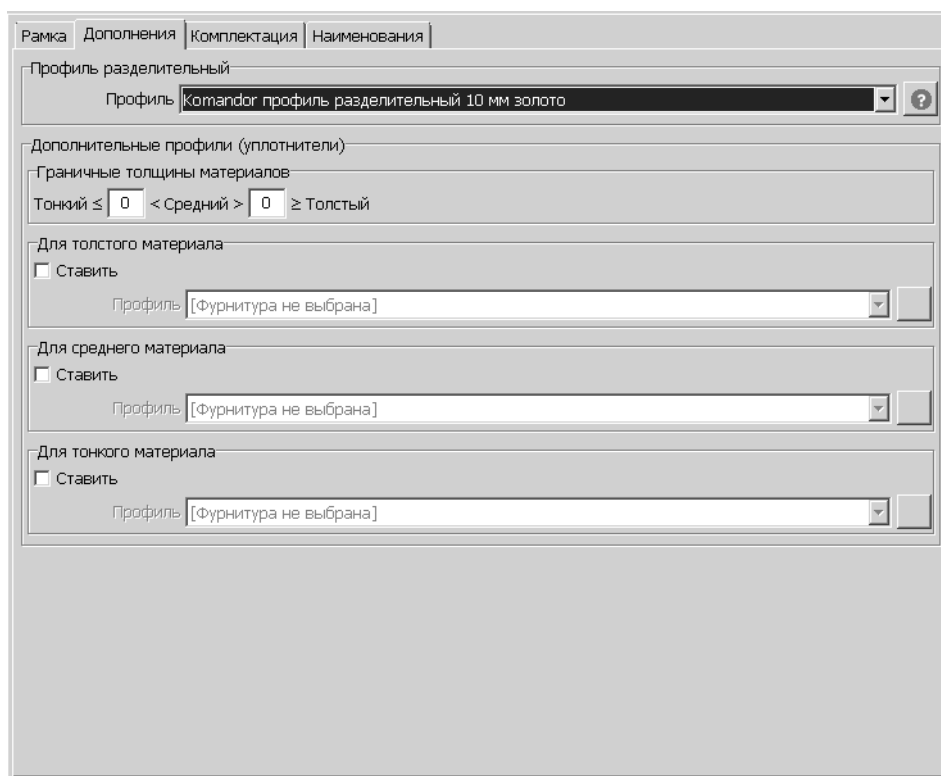 Рамка Дополнения Комплектация Наименования
Профиль разделительный
Профиль Komandor профиль разделительный 10 мм золото ?
Дополнительные профили (уплотнители)
Граничные толщины материалов
Тонкий ≤ 0 < Средний > 0 ≥ Толстый
Для толстого материала
Ставить
Профиль [Фурнитура не выбрана]
Для среднего материала
Ставить
Профиль [Фурнитура не выбрана]
Для тонкого материала
Ставить
Профиль [Фурнитура не выбрана]